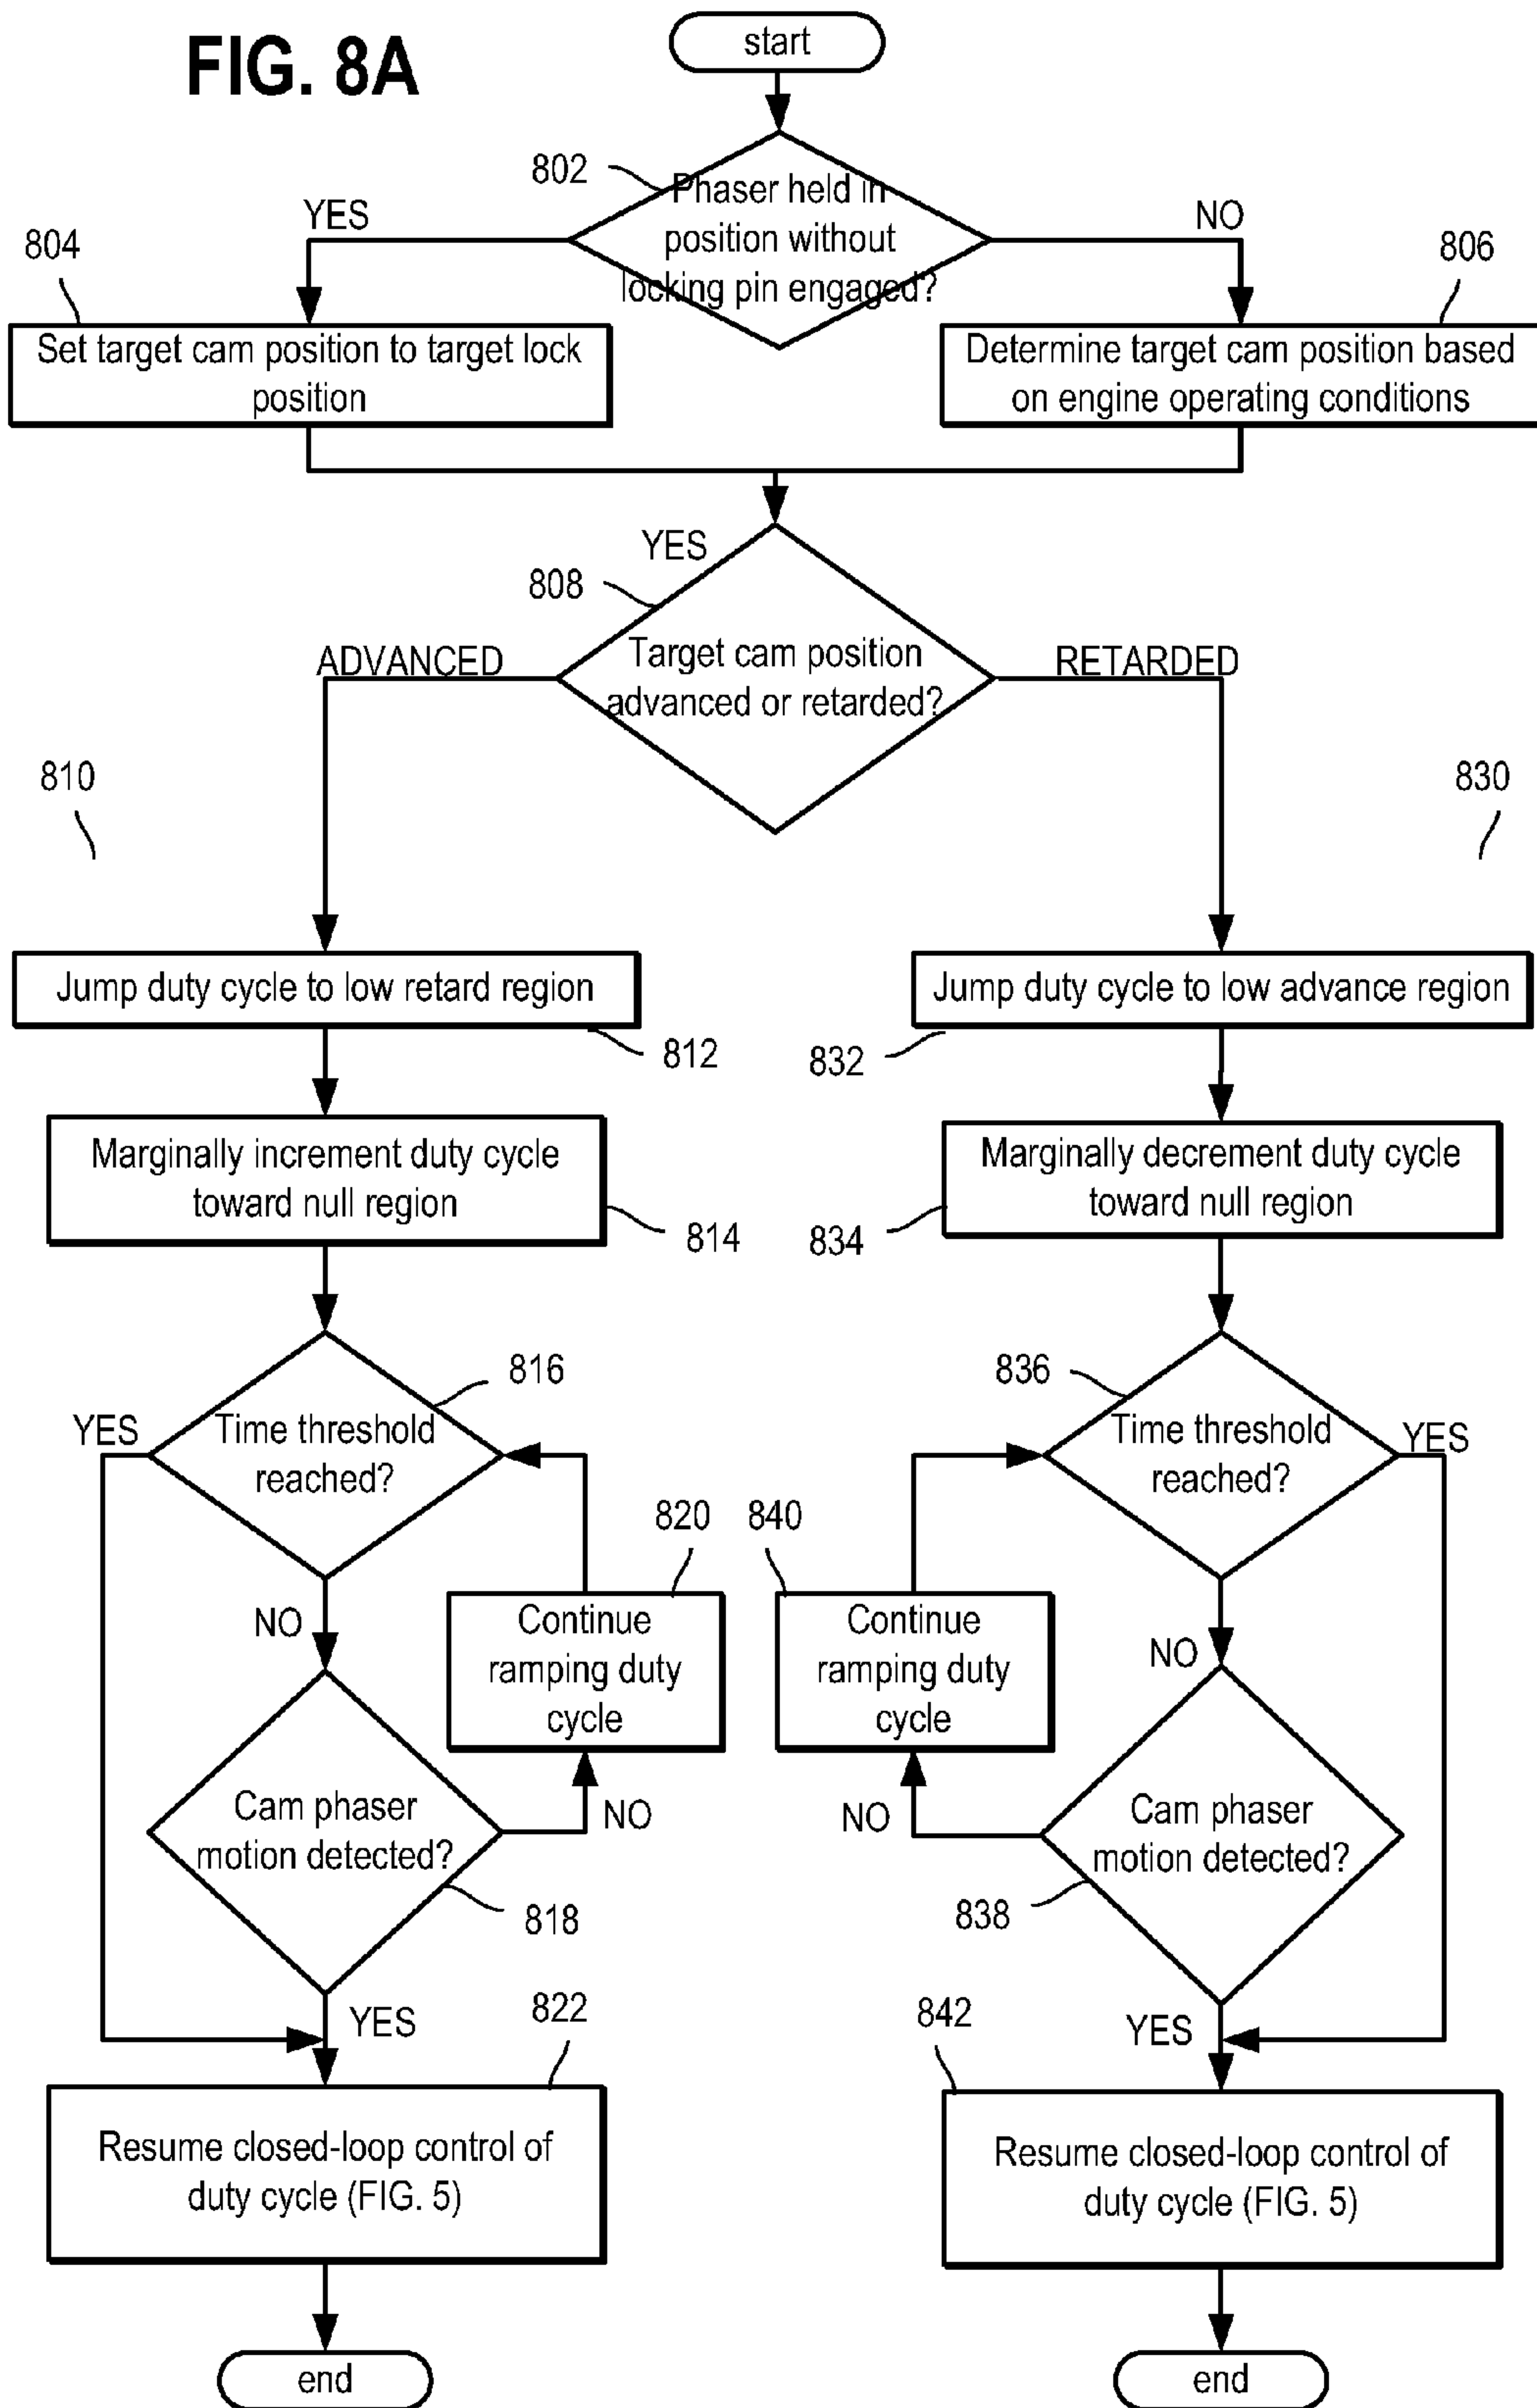 FIG. 8A
start
802
Phaser held in
position without
locking pin engaged?
YES
NO
804
806
Set target cam position to target lock
position
Determine target cam position based
on engine operating conditions
YES
808
Target cam position
advanced or retarded?
ADVANCED
RETARDED
810
830
Jump duty cycle to low retard region
812
Jump duty cycle to low advance region
832
Marginally increment duty cycle
toward null region
814
Marginally decrement duty cycle
toward null region
834
816
Time threshold
reached?
YES
836
Time threshold
reached?
YES
820
840
NO
Continue
ramping duty
cycle
Continue
ramping duty
cycle
NO
Cam phaser
motion detected?
NO
818
NO
Cam phaser
motion detected?
838
YES
822
842
YES
Resume closed-loop control of
duty cycle (FIG. 5)
Resume closed-loop control of
duty cycle (FIG. 5)
end
end